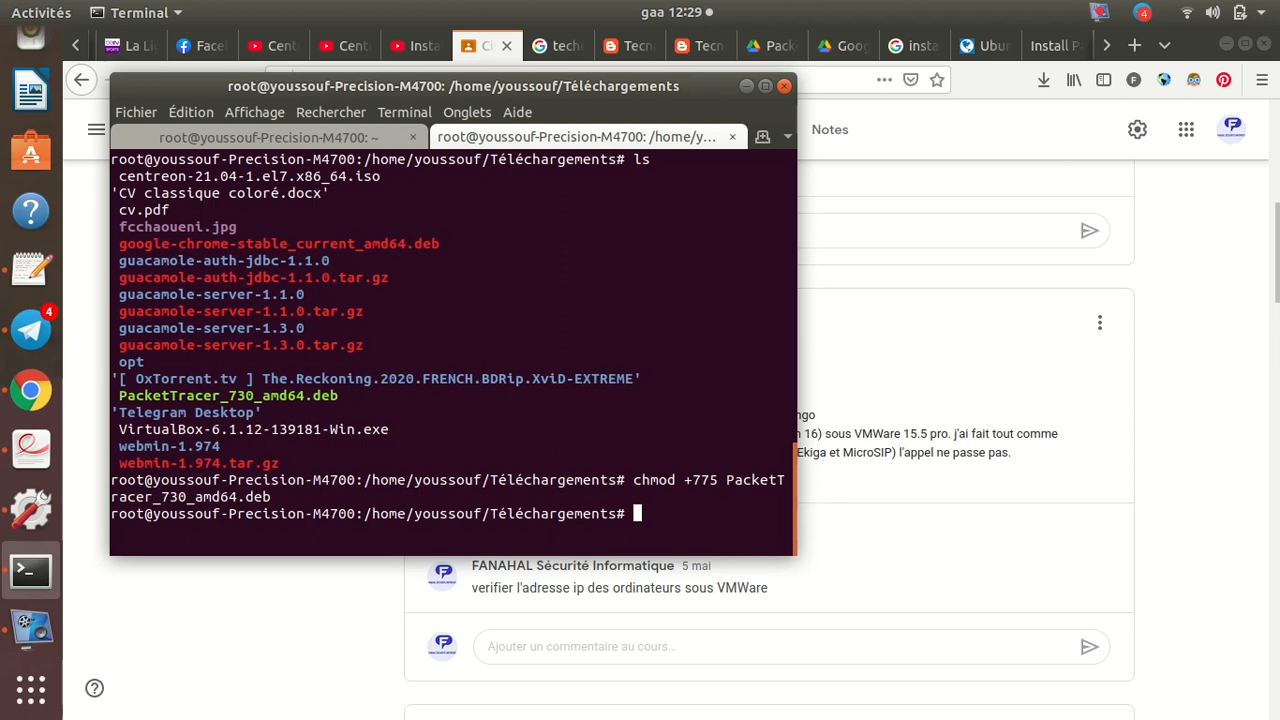 Activités
Terminal
gaa 12:29
4
La Li
Facel
Cent
Cent
Insta
Cl
tech
Tecn
Tecn
Pack
Goog
insta
Ubur
Install P
root@youssouf-Precision-M4700: /home/youssouf/Téléchargements
Fichier Édition Affichage Rechercher Terminal Onglets Aide
root@youssouf-Precision-M4700: ~
root@youssouf-Precision-M4700: /home/y...
Notes
root@youssouf-Precision-M4700:/home/youssouf/Téléchargements# ls
centreon-21.04-1.el7.x86_64.iso
'CV classique coloré.docx'
cv.pdf
fcchaoueni.jpg
google-chrome-stable_current_amd64.deb
guacamole-auth-jdbc-1.1.0
guacamole-auth-jdbc-1.1.0.tar.gz
guacamole-server-1.1.0
guacamole-server-1.1.0.tar.gz
guacamole-server-1.3.0
guacamole-server-1.3.0.tar.gz
opt
'[ OxTorrent.tv ] The.Reckoning.2020.FRENCH.BDRip.XviD-EXTREME'
PacketTracer_730_amd64.deb
'Telegram Desktop'
VirtualBox-6.1.12-139181-Win.exe
webmin-1.974
webmin-1.974.tar.gz
root@youssouf-Precision-M4700:/home/youssouf/Téléchargements# chmod +775 PacketT
racer_730_amd64.deb
root@youssouf-Precision-M4700:/home/youssouf/Téléchargements#
4
ngo
n 16) sous VMWare 15.5 pro. j'ai fait tout comme
Ekiga et MicroSIP) l'appel ne passe pas.
FANAHAL Sécurité Informatique 5 mai
verifier l'adresse ip des ordinateurs sous VMWare
Ajouter un commentaire au cours...